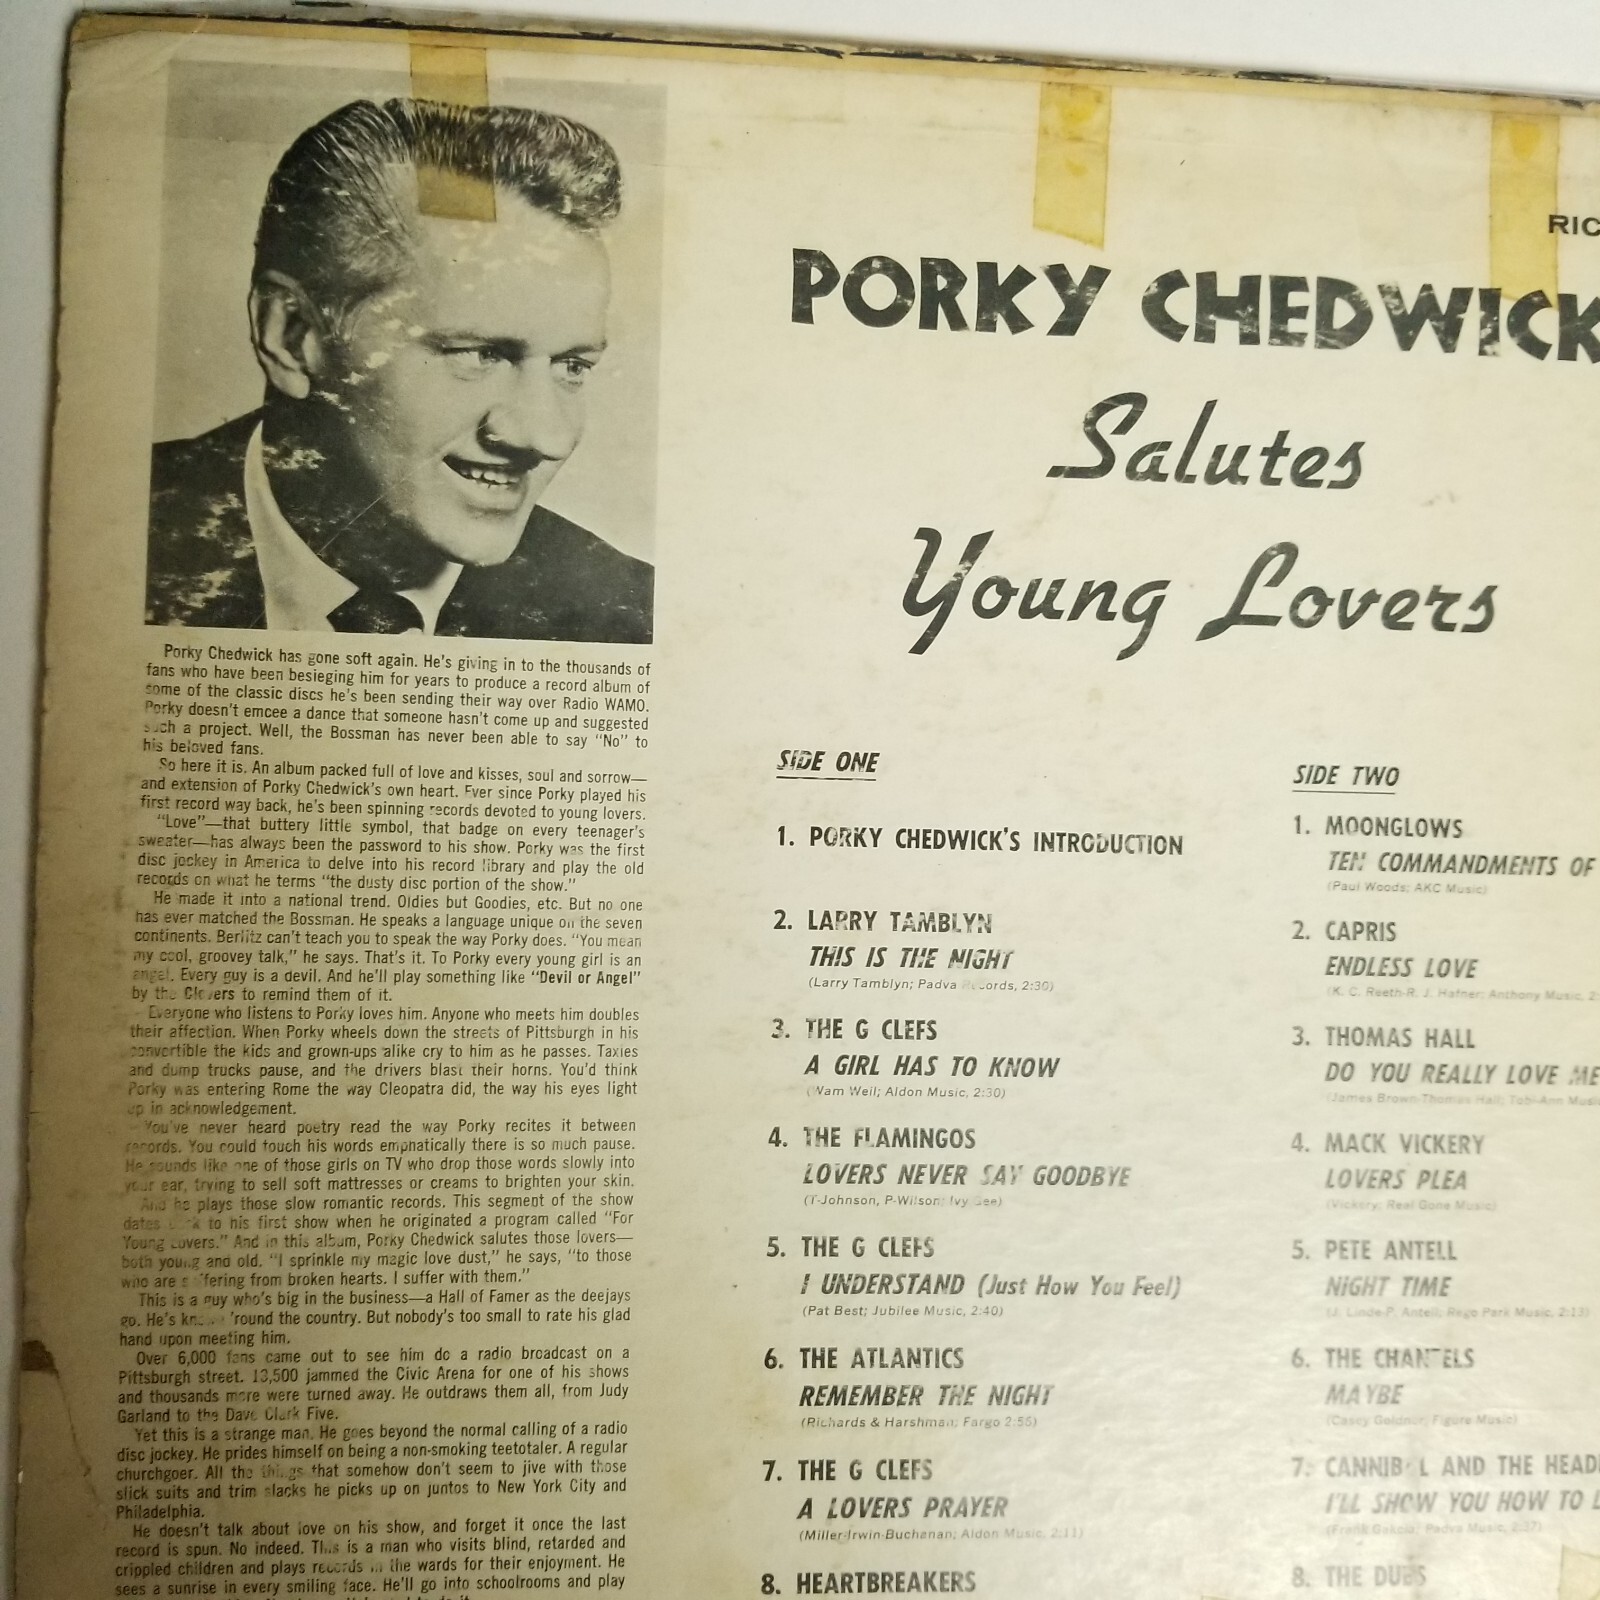 RIC
PORKY CHEDWICK
Salutes
Young Lovers
Porky Chedwick has gone soft again. He's giving in to the thousands of
fans who have been besieging him for years to produce a record album of
some of the classic discs he's been sending their way over Radio WAMO.
Porky doesn't emcee a dance that someone hasn't come up and suggested
such a project. Well, the Bossman has never been able to say "No" to
his beloved fans.
So here it is. An album packed full of love and kisses, soul and sorrow—
and extension of Porky Chedwick's own heart. Ever since Porky played his
first record way back, he's been spinning records devoted to young lovers.
"Love"—that buttery little symbol, that badge on every teenager's
sweater—has always been the password to his show. Porky was the first
disc jockey in America to delve into his record library and play the old
records on what he terms "the dusty disc portion of the show."
He made it into a national trend. Oldies but Goodies, etc. But no one
has ever matched the Bossman. He speaks a language unique on the seven
continents. Berlitz can't teach you to speak the way Porky does. "You mean
my cool, groovey talk," he says. That's it. To Porky every young girl is an
angel. Every guy is a devil. And he'll play something like "Devil or Angel"
by the Clovers to remind them of it.
Everyone who listens to Porky loves him. Anyone who meets him doubles
their affection. When Porky wheels down the streets of Pittsburgh in his
convertible the kids and grown-ups alike cry to him as he passes. Taxies
and dump trucks pause, and the drivers blast their horns. You'd think
Porky was entering Rome the way Cleopatra did, the way his eyes light
up in acknowledgement.
You've never heard poetry read the way Porky recites it between
records. You could touch his words emphatically there is so much pause.
He sounds like one of those girls on TV who drop those words slowly into
your ear, trying to sell soft mattresses or creams to brighten your skin.
And he plays those slow romantic records. This segment of the show
dates back to his first show when he originated a program called "For
Young Lovers." And in this album, Porky Chedwick salutes those lovers—
both young and old. "I sprinkle my magic love dust," he says, "to those
who are suffering from broken hearts. I suffer with them."
This is a guy who's big in the business—a Hall of Famer as the deejays
go. He's known 'round the country. But nobody's too small to rate his glad
hand upon meeting him.
Over 6,000 fans came out to see him do a radio broadcast on a
Pittsburgh street. 13,500 jammed the Civic Arena for one of his shows
and thousands more were turned away. He outdraws them all, from Judy
Garland to the Dave Clark Five.
Yet this is a strange man. He goes beyond the normal calling of a radio
disc jockey. He prides himself on being a non-smoking teetotaler. A regular
churchgoer. All the things that somehow don't seem to jive with those
slick suits and trim slacks he picks up on juntos to New York City and
Philadelphia.
He doesn't talk about love on his show, and forget it once the last
record is spun. No indeed. This is a man who visits blind, retarded and
crippled children and plays records in the wards for their enjoyment. He
sees a sunrise in every smiling face. He'll go into schoolrooms and play
SIDE ONE
1. PORKY CHEDWICK'S INTRODUCTION
2. LARRY TAMBLYN
THIS IS THE NIGHT
(Larry Tamblyn; Padva Records, 2:30)
3. THE G CLEFS
A GIRL HAS TO KNOW
(Wam Weil; Aldon Music, 2:30)
4. THE FLAMINGOS
LOVERS NEVER SAY GOODBYE
(T-Johnson, P-Wilson; Ivy Gee)
5. THE G CLEFS
I UNDERSTAND (Just How You Feel)
(Pat Best; Jubilee Music, 2:40)
6. THE ATLANTICS
REMEMBER THE NIGHT
(Richards & Harshman; Fargo 2:56)
7. THE G CLEFS
A LOVERS PRAYER
(Miller-Irwin-Buchanan; Aldon Music, 2:11)
8. HEARTBREAKERS
SIDE TWO
1. MOONGLOWS
TEN COMMANDMENTS OF
(Paul Woods; AKC Music)
2. CAPRIS
ENDLESS LOVE
(K. C. Reeth-R. J. Hafner; Anthony Music, 2:
3. THOMAS HALL
DO YOU REALLY LOVE ME
(James Brown-Thomas Hall; Tobi-Ann Music
4. MACK VICKERY
LOVERS PLEA
(Vickery; Real Gone Music)
5. PETE ANTELL
NIGHT TIME
(J. Linde-P. Antell; Rego Park Music, 2:13)
6. THE CHANTELS
MAYBE
(Casey Goldner; Figure Music)
7. CANNIBAL AND THE HEAD
I'LL SHOW YOU HOW TO L
Padva Music, 2:37)
8. THE DUBS